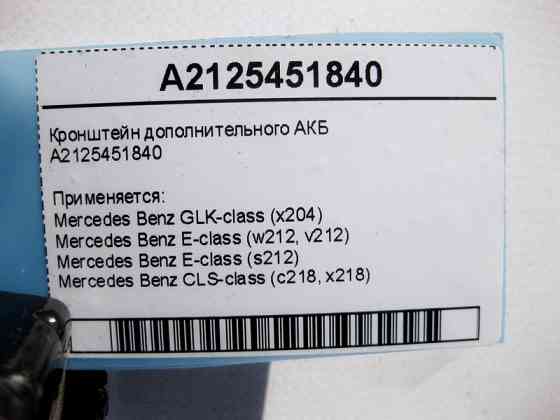 A2125451840
Кронштейн дополнительного АКБ
A2125451840
Применяется:
Mercedes Benz GLK-class (x204)
Mercedes Benz E-class (w212, v212)
Mercedes Benz E-class (s212)
Mercedes Benz CLS-class (c218, x218)